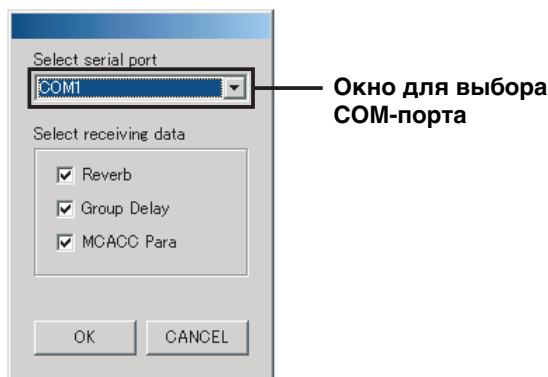 Select serial port
COM1
Окно для выбора
COM-порта
Select receiving data
Reverb
Group Delay
MCACC Para
OK
CANCEL